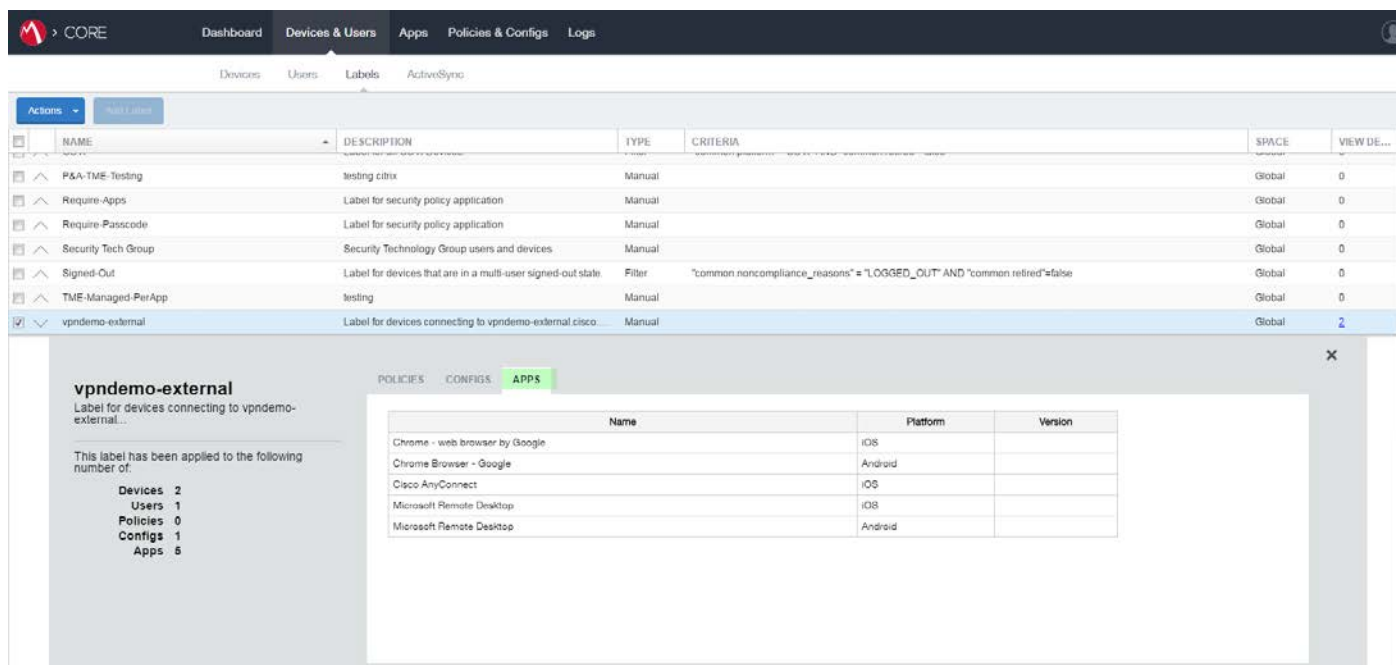 CORE Dashboard Devices & Users Apps Policies & Configs Logs
Devices Users Labels ActiveSync
Actions Add Label
NAME DESCRIPTION TYPE CRITERIA SPACE VIEW DE...
P&A-TME-Testing testing citrix Manual Global 0
Require-Apps Label for security policy application Manual Global 0
Require-Passcode Label for security policy application Manual Global 0
Security Tech Group Security Technology Group users and devices Manual Global 0
Signed-Out Label for devices that are in a multi-user signed-out state. Filter "common.noncompliance_reasons" = "LOGGED_OUT" AND "common.retired"=false Global 0
TME-Managed-PerApp testing Manual Global 0
vpndemo-external Label for devices connecting to vpndemo-external.cisco.... Manual Global 2
vpndemo-external
Label for devices connecting to vpndemo-
external...
This label has been applied to the following
number of:
Devices 2
Users 1
Policies 0
Configs 1
Apps 5
POLICIES CONFIGS APPS
Name Platform Version
Chrome - web browser by Google iOS
Chrome Browser - Google Android
Cisco AnyConnect iOS
Microsoft Remote Desktop iOS
Microsoft Remote Desktop Android